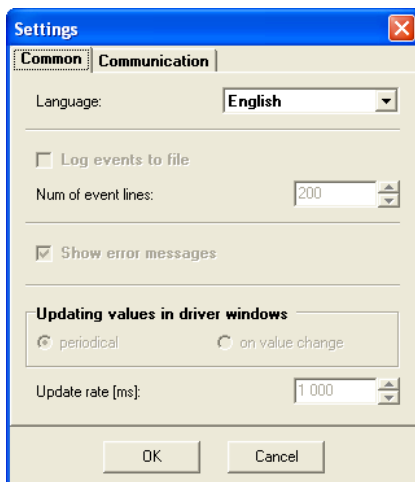 Settings
Common Communication
Language: English
Log events to file
Num of event lines: 200
Show error messages
Updating values in driver windows
periodical on value change
Update rate [ms]: 1 000
OK Cancel